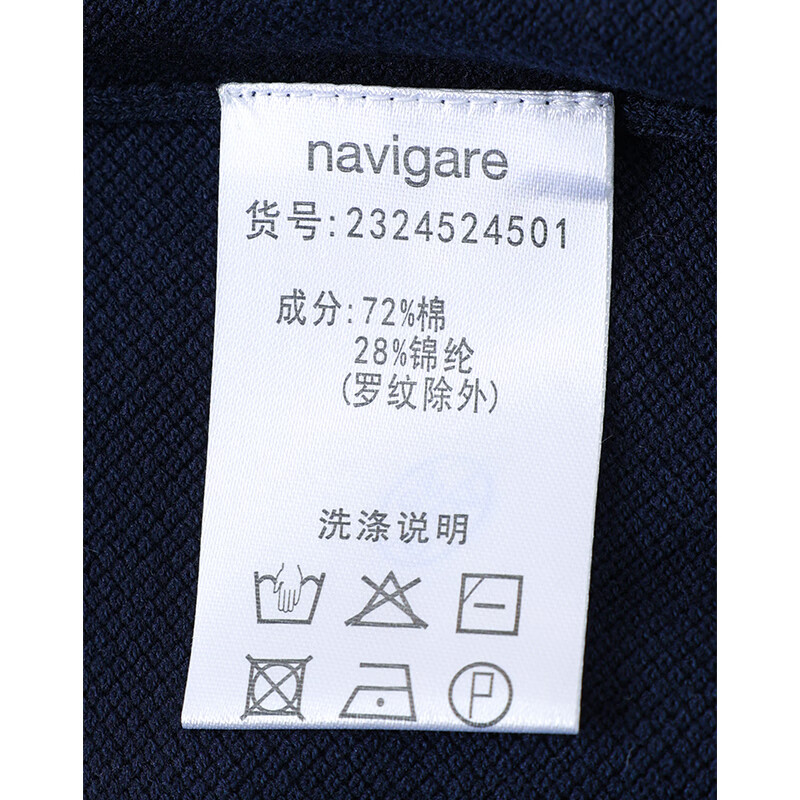 navigare
货号:2324524501
成分:72%棉
28%锦纶
(罗纹除外)
洗涤说明
P